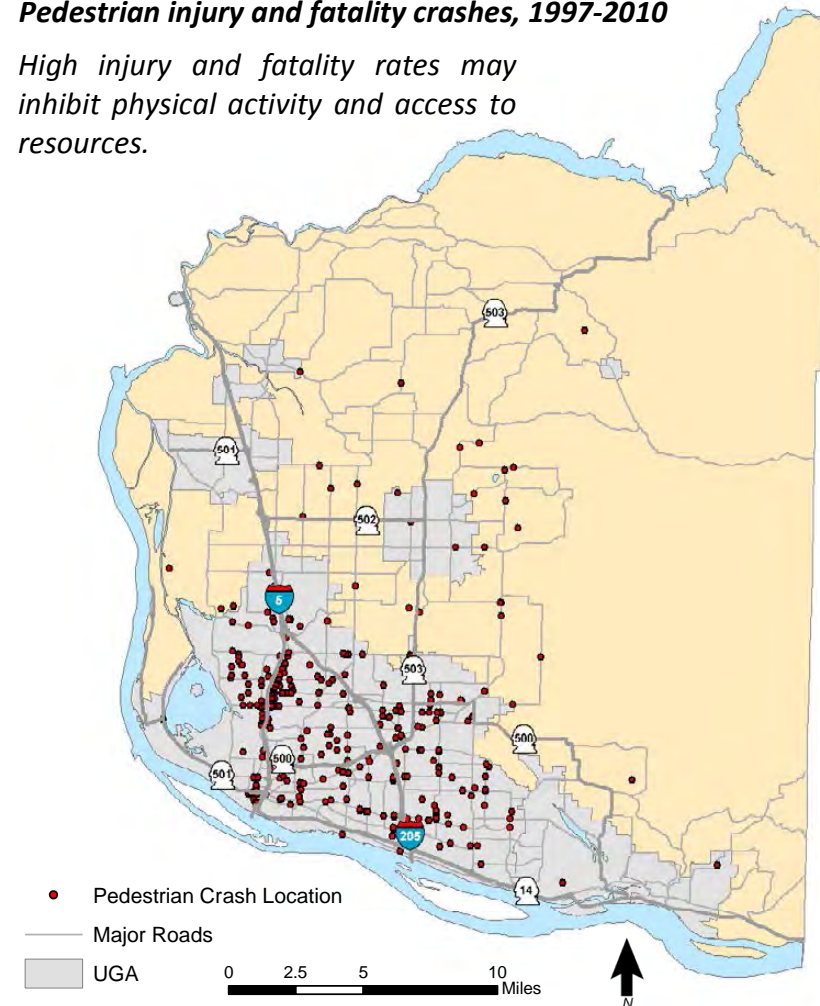 Pedestrian injury and fatality crashes, 1997-2010
High injury and fatality rates may
inhibit physical activity and access to
resources.
503
501
502
5
503
500
500
501
205
14
Pedestrian Crash Location
Major Roads
UGA
0 2.5 5 10
Miles
N